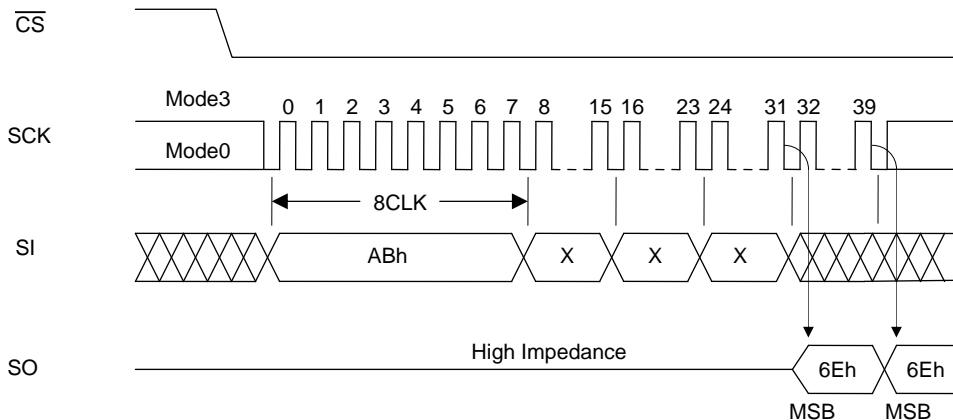 CS
Mode3
0 1 2 3 4 5 6 7 8 15 16 23 24 31 32 39
SCK
Mode0
8CLK
SI
ABh X X X
High Impedance
SO
6Eh 6Eh
MSB MSB